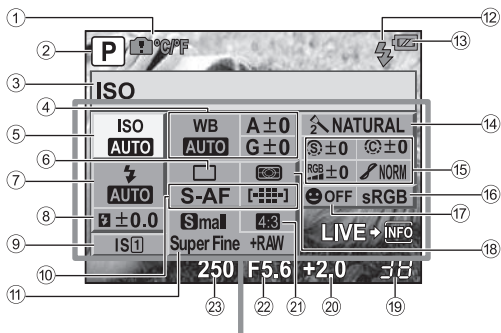 ① ② ③ ④ ⑤ ⑥ ⑦ ⑧ ⑨ ⑩ ⑪ ⑫ ⑬ ⑭ ⑮ ⑯ ⑰ ⑱ ⑲ ⑳ ㉑ ㉒ ㉓
P °C/°F
ISO
ISO WB A±0 2 NATURAL
AUTO AUTO G±0 S±0 C±0
RGB±0 NORM
AUTO S-AF OFF sRGB
±0.0 Small 4:3 LIVE INFO
IS1 Super Fine +RAW
250 F5.6 +2.0 38